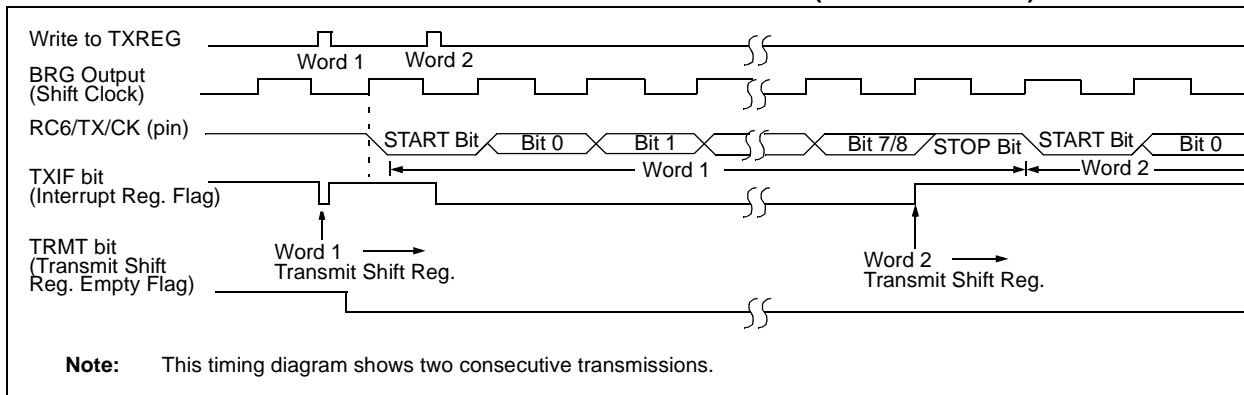 Write to TXREG
Word 1
Word 2
BRG Output
(Shift Clock)
RC6/TX/CK (pin)
START Bit
Bit 0
Bit 1
Bit 7/8
STOP Bit
START Bit
Bit 0
Word 1
Word 2
TXIF bit
(Interrupt Reg. Flag)
Word 1
Transmit Shift Reg.
Word 2
Transmit Shift Reg.
TRMT bit
(Transmit Shift
Reg. Empty Flag)
Note: This timing diagram shows two consecutive transmissions.